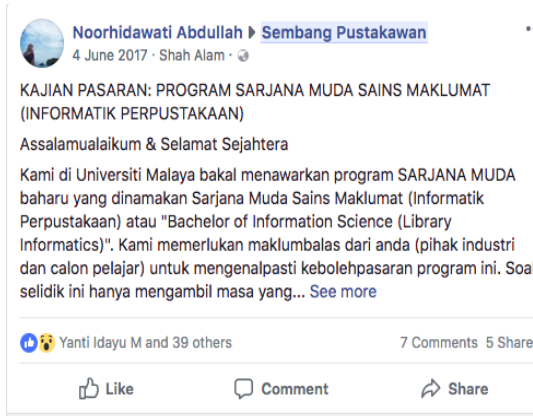 Noorhidawati Abdullah ▶ Sembang Pustakawan
4 June 2017 · Shah Alam ·
KAJIAN PASARAN: PROGRAM SARJANA MUDA SAINS MAKLUMAT
(INFORMATIK PERPUSTAKAAN)
Assalamualaikum & Selamat Sejahtera
Kami di Universiti Malaya bakal menawarkan program SARJANA MUDA
baharu yang dinamakan Sarjana Muda Sains Maklumat (Informatik
Perpustakaan) atau "Bachelor of Information Science (Library
Informatics)". Kami memerlukan maklumbalas dari anda (pihak industri
dan calon pelajar) untuk mengenalpasti kebolehpasaran program ini. Soal
selidik ini hanya mengambil masa yang... See more
Yanti Idayu M and 39 others 7 Comments 5 Share
Like Comment Share